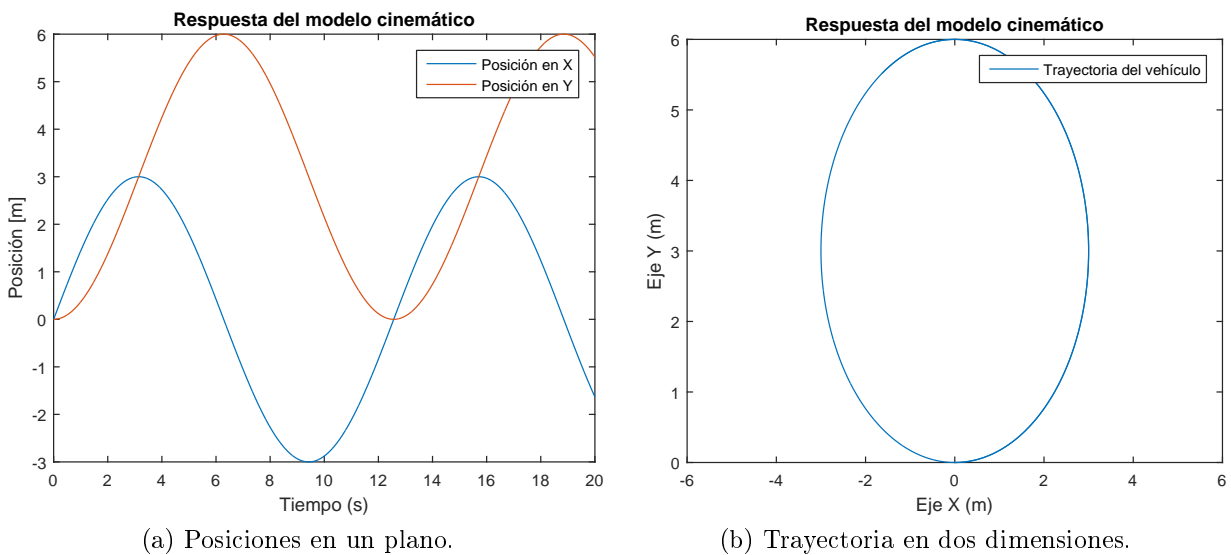 Respuesta del modelo cinemático
6
5
4
3
2
1
0
-1
-2
-3
Posición [m]
Posición en X
Posición en Y
0 2 4 6 8 10 12 14 16 18 20
Tiempo (s)
(a) Posiciones en un plano.
Respuesta del modelo cinemático
6
5
4
3
2
1
0
Eje Y (m)
Trayectoria del vehículo
-6 -4 -2 0 2 4 6
Eje X (m)
(b) Trayectoria en dos dimensiones.